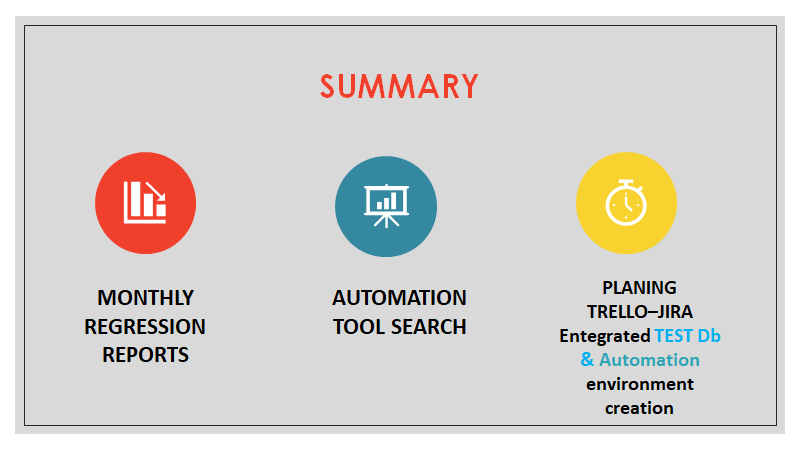 SUMMARY
MONTHLY
REGRESSION
REPORTS
AUTOMATION
TOOL SEARCH
PLANING
TRELLO–JIRA
Entegrated TEST Db
& Automation
environment
creation